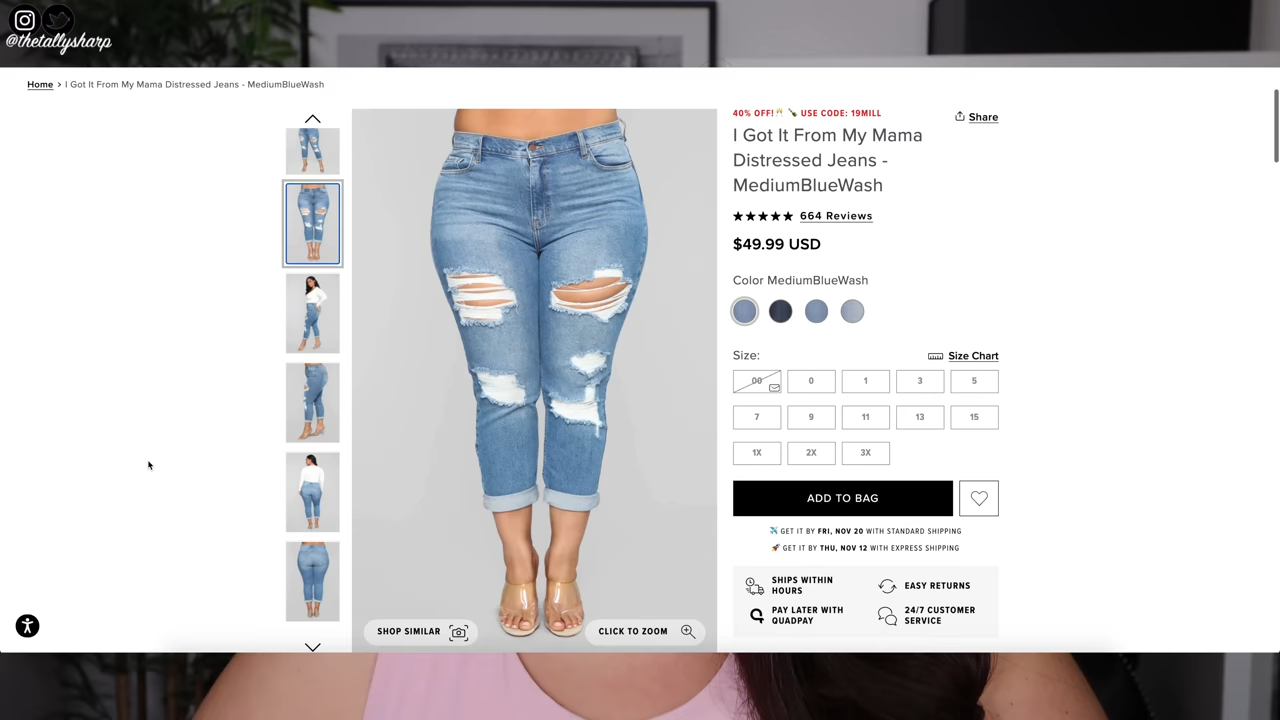 @thetallysharp
Home > I Got It From My Mama Distressed Jeans - MediumBlueWash
40% OFF!🥂 🍾 USE CODE: 19MILL
Share
I Got It From My Mama
Distressed Jeans -
MediumBlueWash
★★★★★ 664 Reviews
$49.99 USD
Color MediumBlueWash
Size:
Size Chart
00 0 1 3 5
7 9 11 13 15
1X 2X 3X
ADD TO BAG
✈️ GET IT BY FRI, NOV 20 WITH STANDARD SHIPPING
🚀 GET IT BY THU, NOV 12 WITH EXPRESS SHIPPING
SHIPS WITHIN
HOURS
EASY RETURNS
PAY LATER WITH
QUADPAY
24/7 CUSTOMER
SERVICE
SHOP SIMILAR
CLICK TO ZOOM